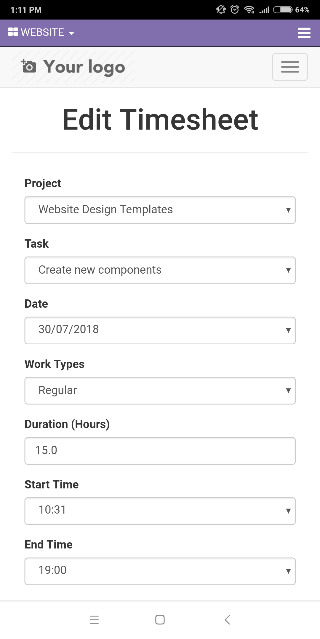 1:11 PM
64%
WEBSITE
Your logo
Edit Timesheet
Project
Website Design Templates
Task
Create new components
Date
30/07/2018
Work Types
Regular
Duration (Hours)
15.0
Start Time
10:31
End Time
19:00